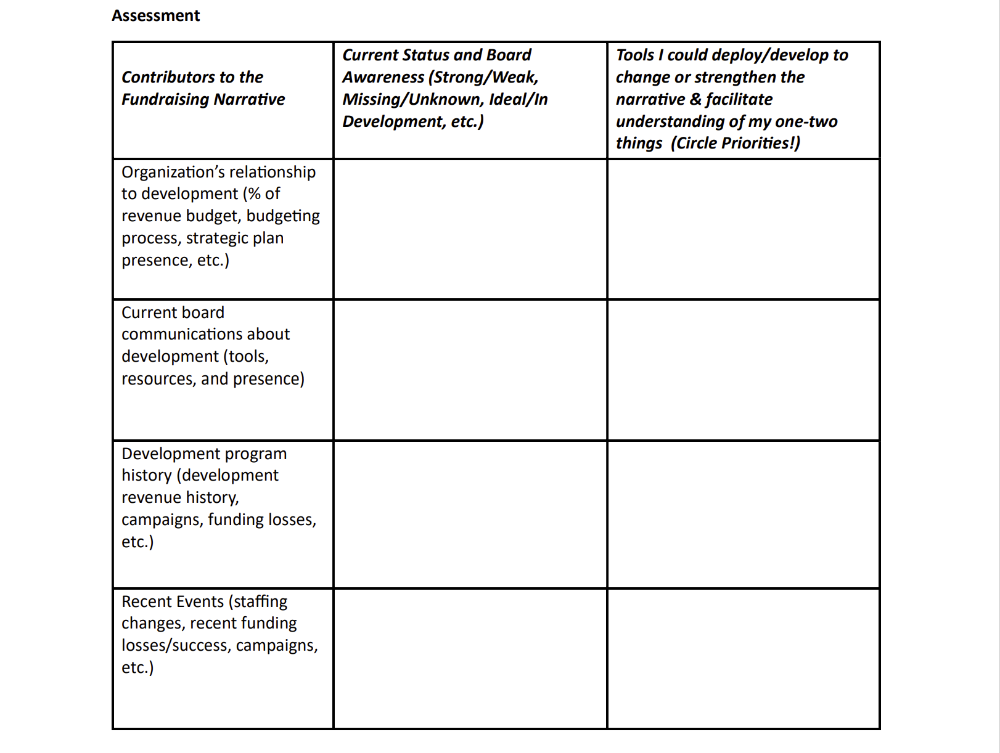 Assessment
Contributors to the
Fundraising Narrative
Current Status and Board
Awareness (Strong/Weak,
Missing/Unknown, Ideal/In
Development, etc.)
Tools I could deploy/develop to
change or strengthen the
narrative & facilitate
understanding of my one-two
things  (Circle Priorities!)
Organization’s relationship
to development (% of
revenue budget, budgeting
process, strategic plan
presence, etc.)
Current board
communications about
development (tools,
resources, and presence)
Development program
history (development
revenue history,
campaigns, funding losses,
etc.)
Recent Events (staffing
changes, recent funding
losses/success, campaigns,
etc.)